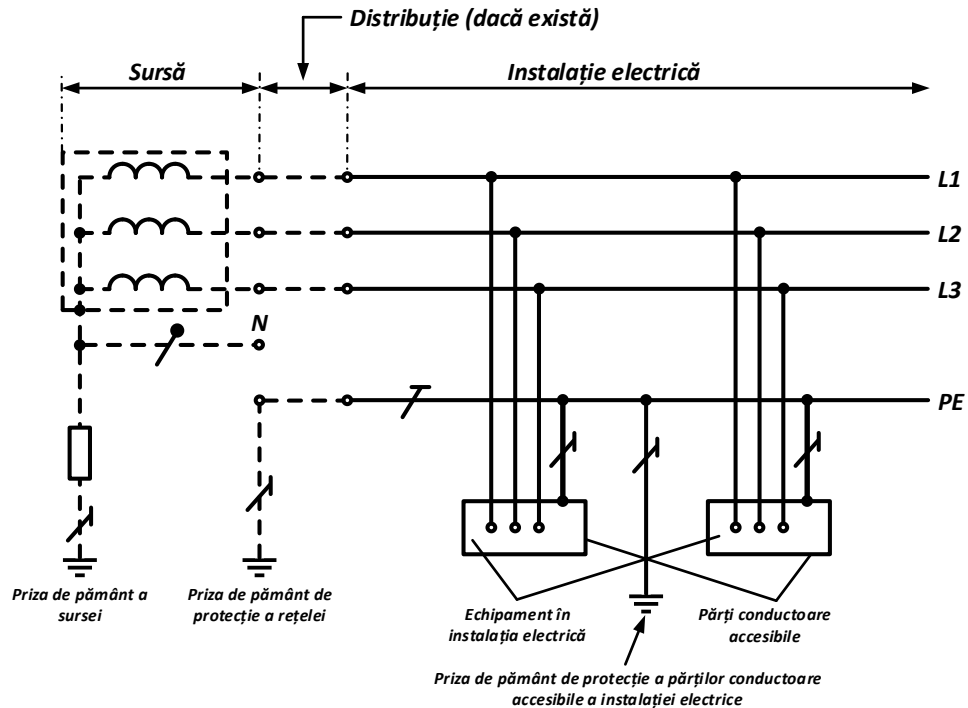 Distribuție (dacă există)
Sursă
Instalație electrică
L1
L2
L3
N
PE
Priza de pământ a
sursei
Priza de pământ de
protecție a rețelei
Echipament în
instalația electrică
Părți conductoare
accesibile
Priza de pământ de protecție a părților conductoare
accesibile a instalației electrice